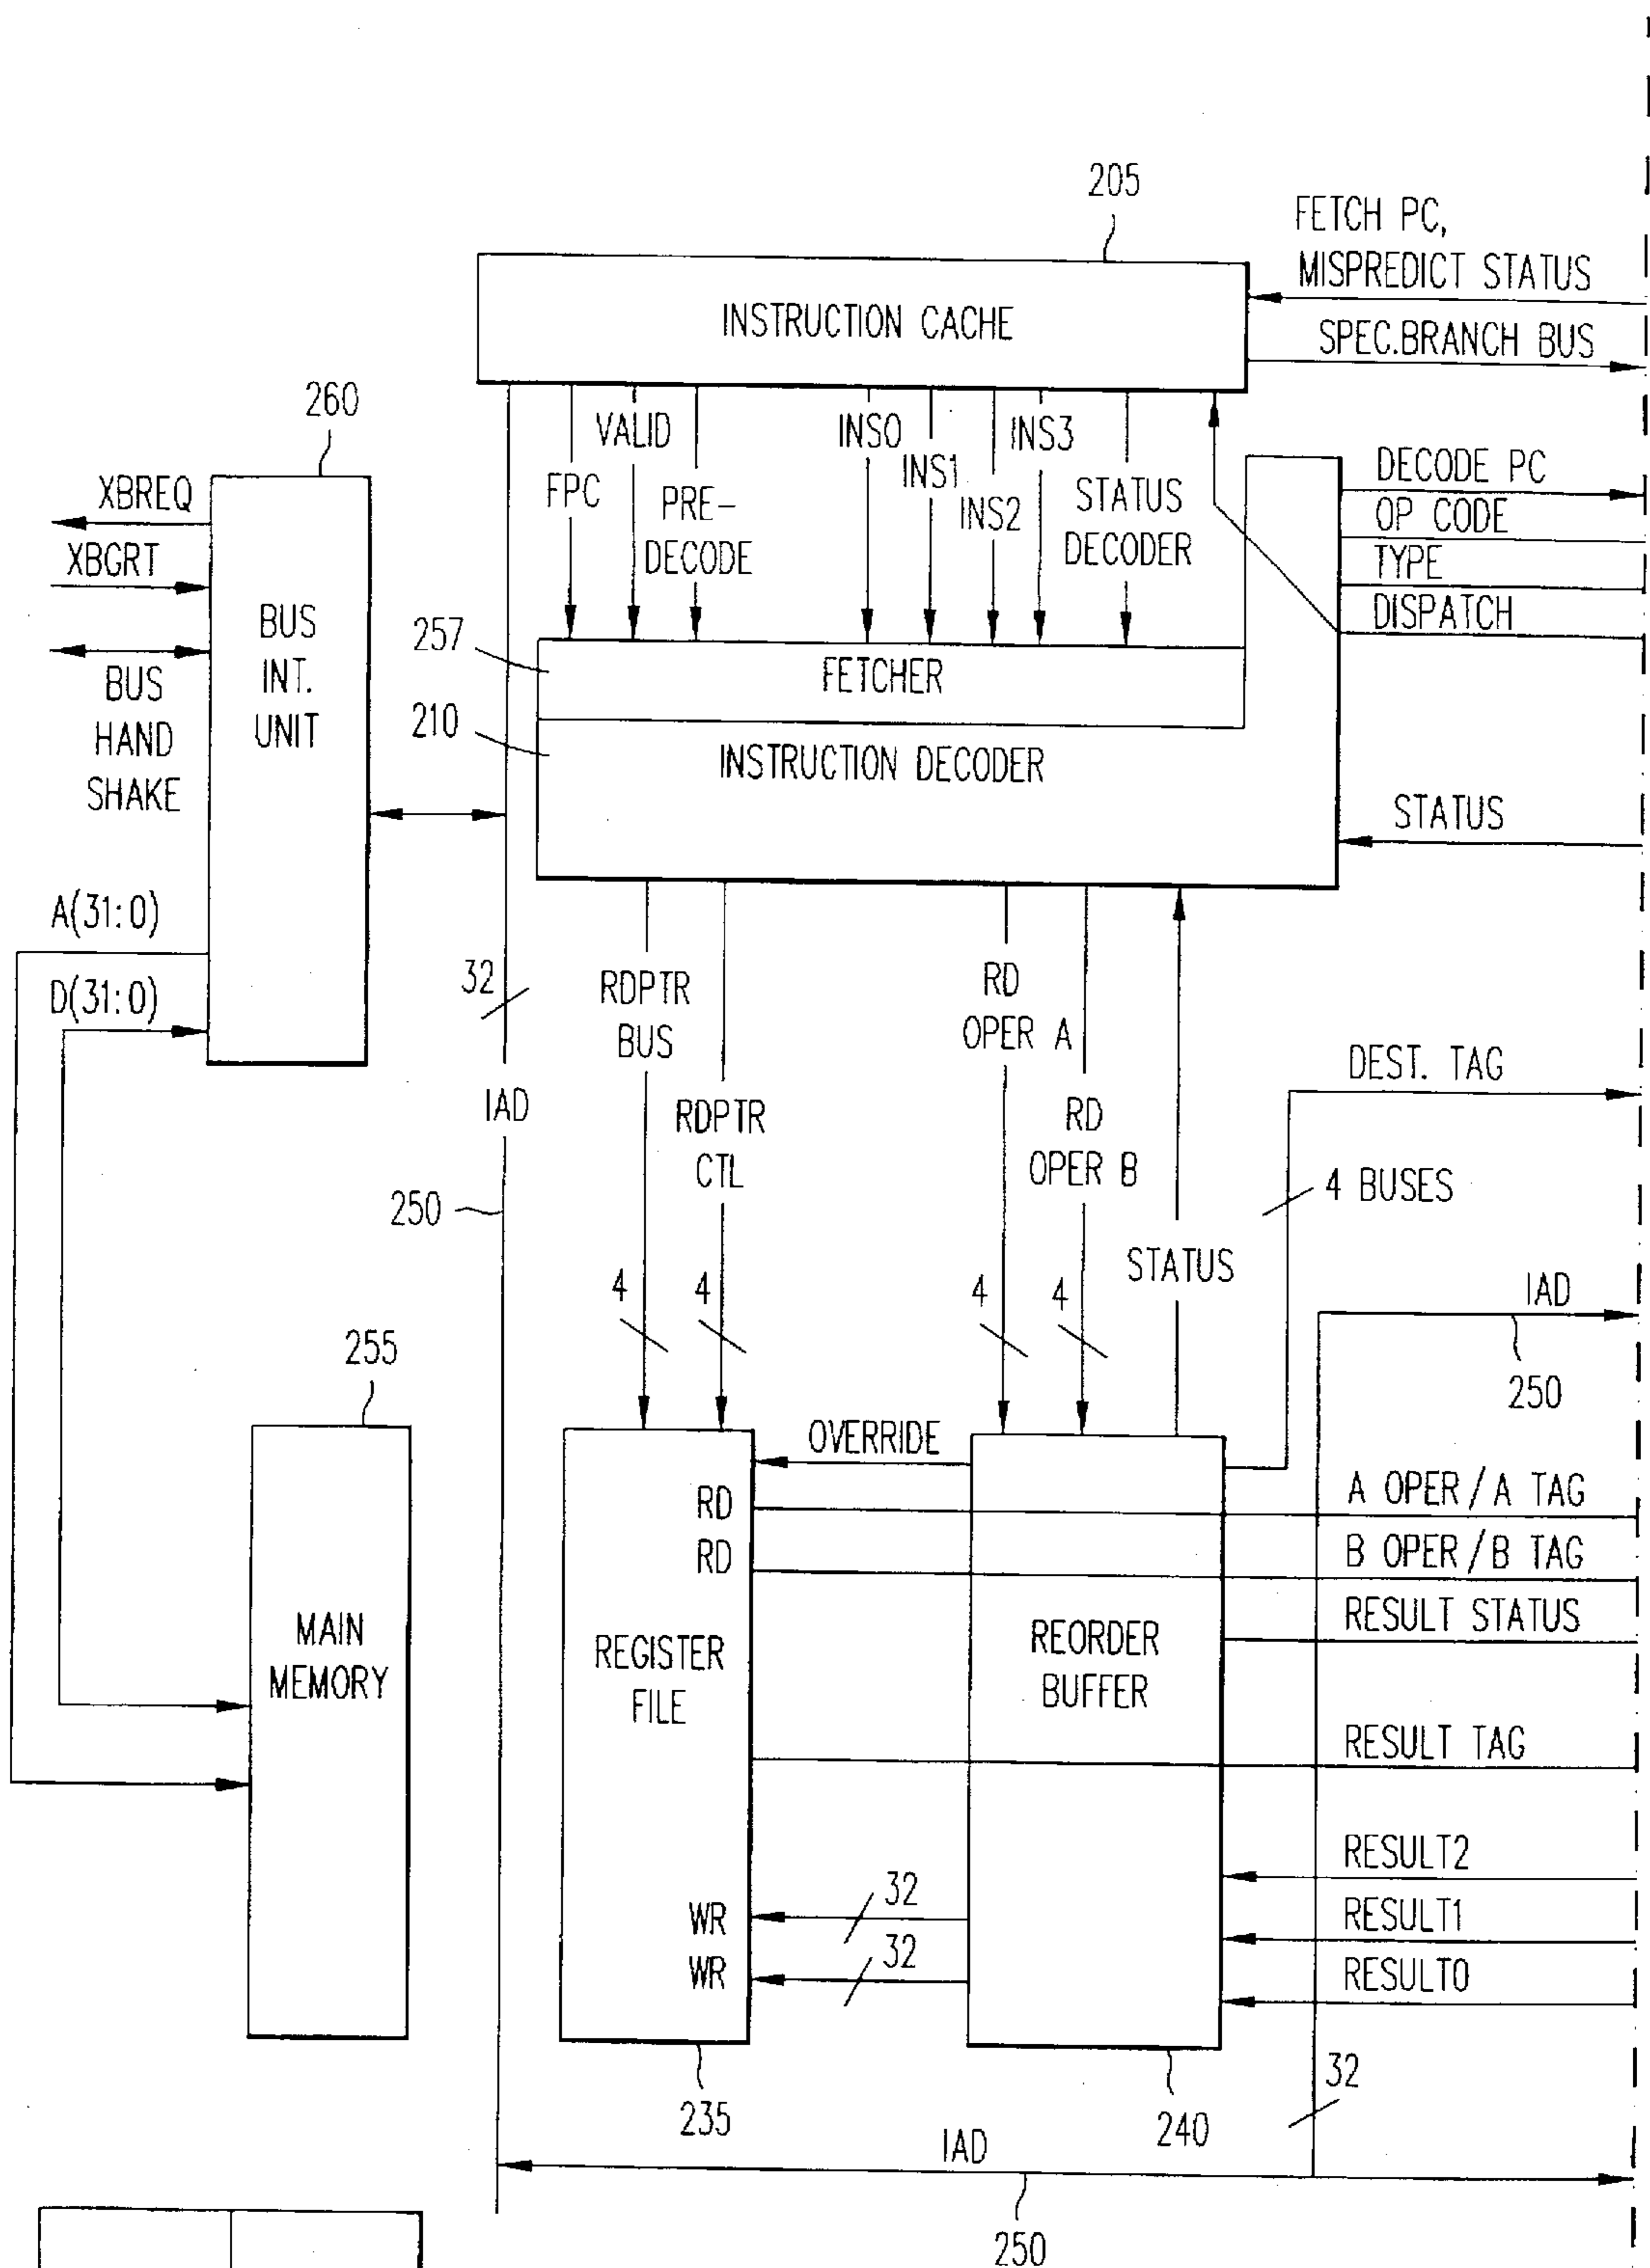 205
FETCH PC,
MISPREDICT STATUS
INSTRUCTION CACHE
SPEC.BRANCH BUS
260
XBREQ
XBGRT
BUS
HAND
SHAKE
BUS
INT.
UNIT
FPC
VALID
PRE-
DECODE
INS0
INS1
INS2
INS3
STATUS
DECODER
DECODE PC
OP CODE
TYPE
DISPATCH
257
FETCHER
210
INSTRUCTION DECODER
STATUS
A(31:0)
D(31:0)
32
IAD
250
RDPTR
BUS
RDPTR
CTL
RD
OPER A
RD
OPER B
STATUS
4
4
4
4
DEST. TAG
4 BUSES
IAD
250
255
MAIN
MEMORY
OVERRIDE
RD
RD
REGISTER
FILE
WR
WR
32
32
235
REORDER
BUFFER
240
A OPER/A TAG
B OPER/B TAG
RESULT STATUS
RESULT TAG
RESULT2
RESULT1
RESULT0
32
IAD
250